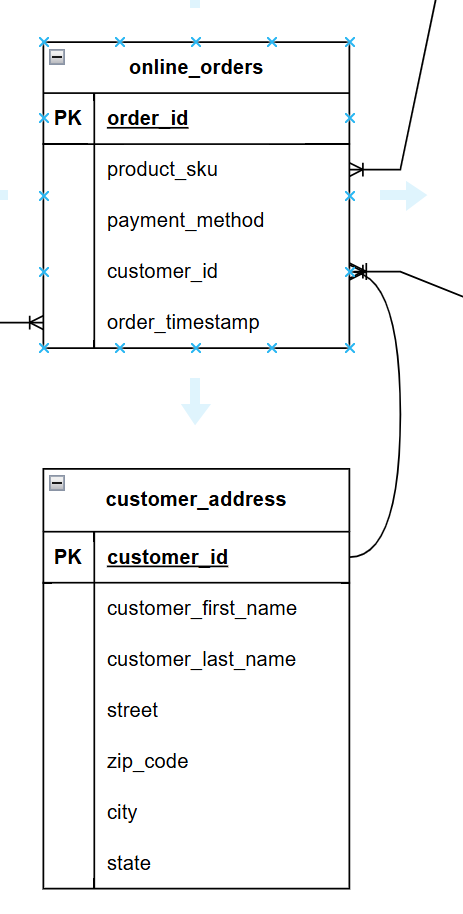 online_orders
PK order_id
product_sku
payment_method
customer_id
order_timestamp
customer_address
PK customer_id
customer_first_name
customer_last_name
street
zip_code
city
state